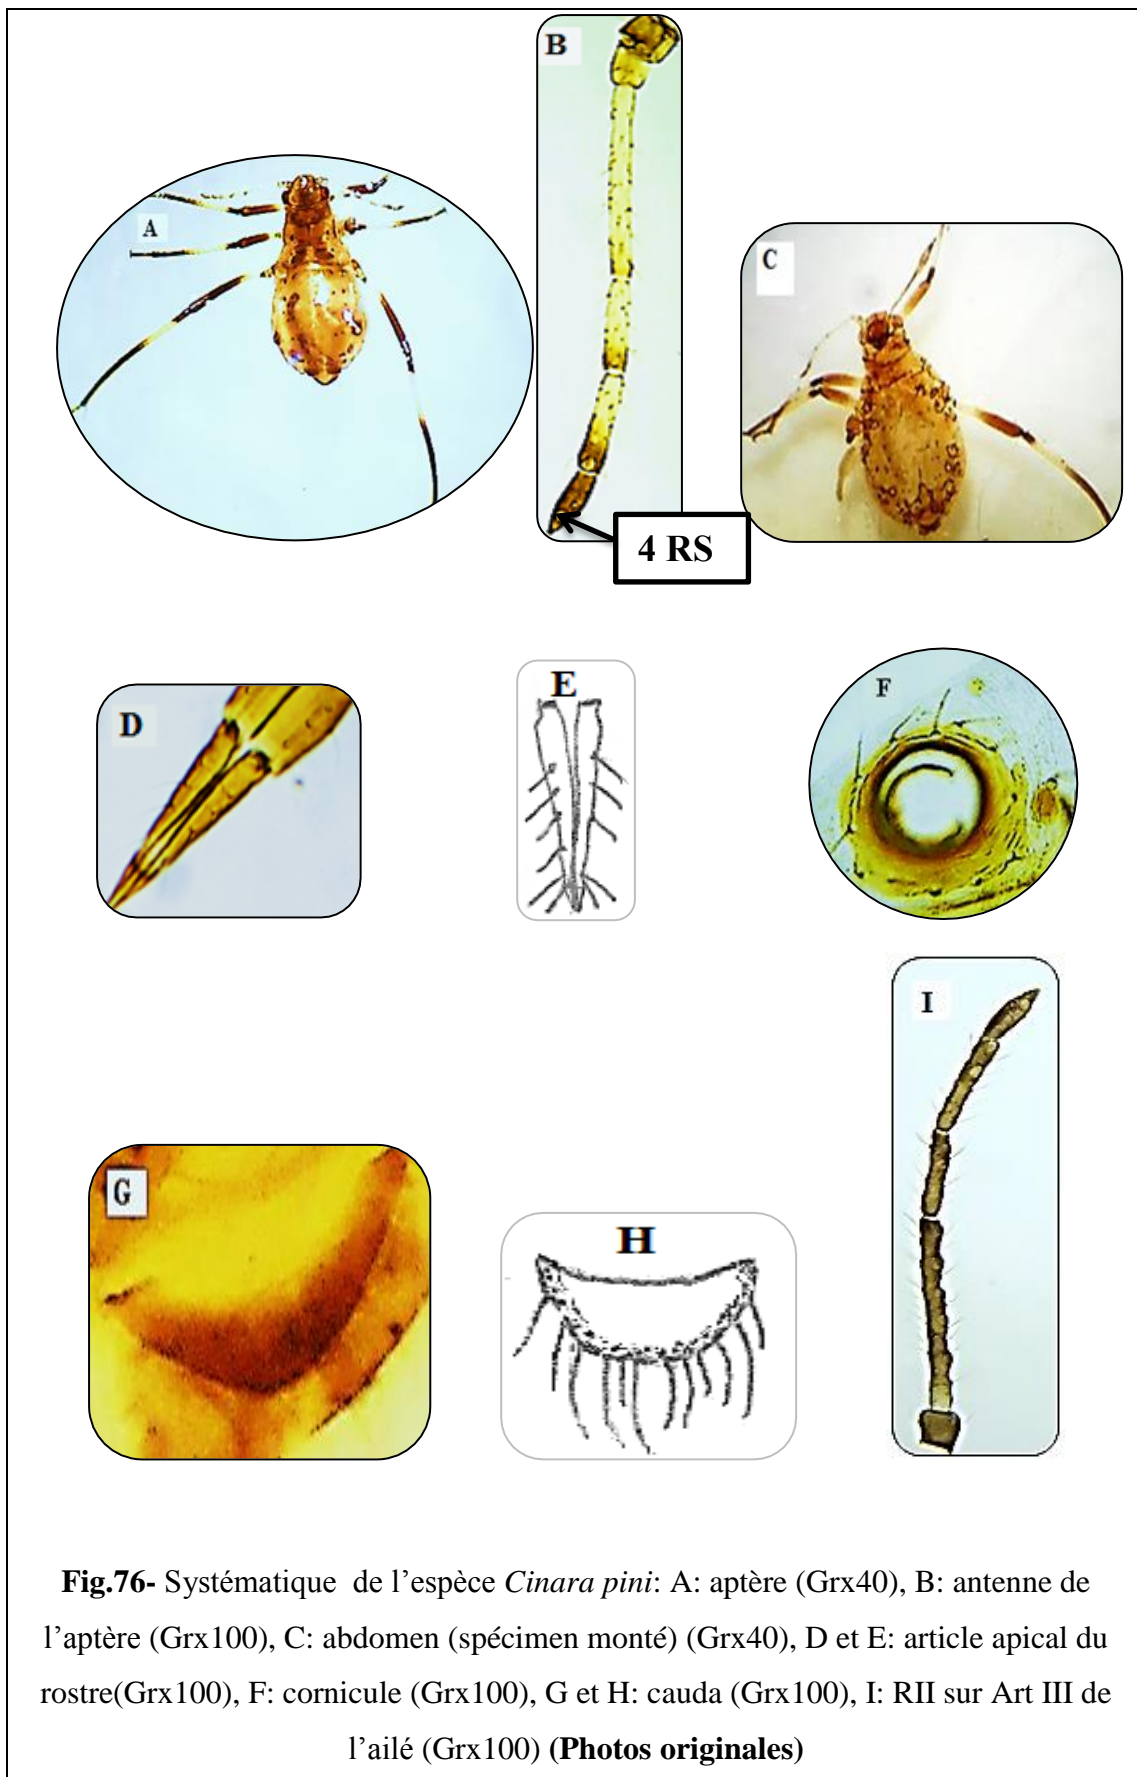 A
B
C
4 RS
D
E
F
I
G
H
Fig.76- Systématique de l’espèce Cinara pini: A: aptère (Grx40), B: antenne de
l’aptère (Grx100), C: abdomen (spécimen monté) (Grx40), D et E: article apical du
rostre(Grx100), F: cornicule (Grx100), G et H: cauda (Grx100), I: RII sur Art III de
l’ailé (Grx100) (Photos originales)